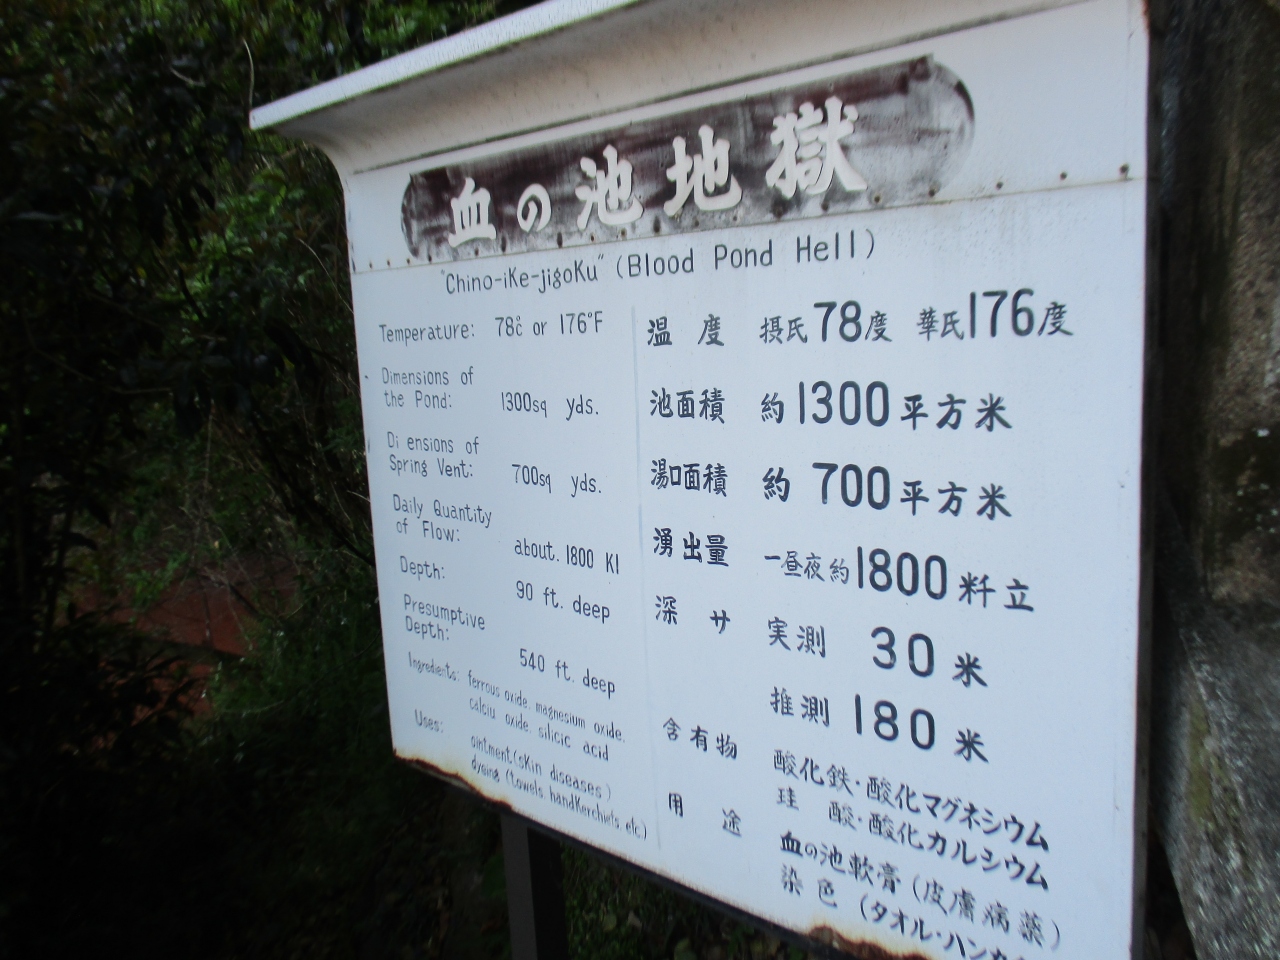 血の池地獄
"Chino-iKe-jigoKu" (Blood Pond Hell)
Temperature: 78℃ or 176°F
Dimensions of
the Pond: 1300sq yds.
Di ensions of
Spring Vent: 700sq yds.
Daily Quantity
of Flow: about. 1800 Kl
Depth: 90 ft. deep
Presumptive
Depth: 540 ft. deep
Ingredients: ferrous oxide. magnesium oxide.
calciu oxide. silicic acid
Uses: ointment (sKin diseases)
dyeing (towels. handKerchiefs. etc.)
温度 摂氏78度 華氏176度
池面積 約1300平方米
湯口面積 約700平方米
湧出量 一昼夜約1800粁立
深サ 実測 30米
推測 180米
含有物 酸化鉄・酸化マグネシウム
珪酸・酸化カルシウム
用途 血の池軟膏(皮膚病薬)
染色(タオル・ハンカ